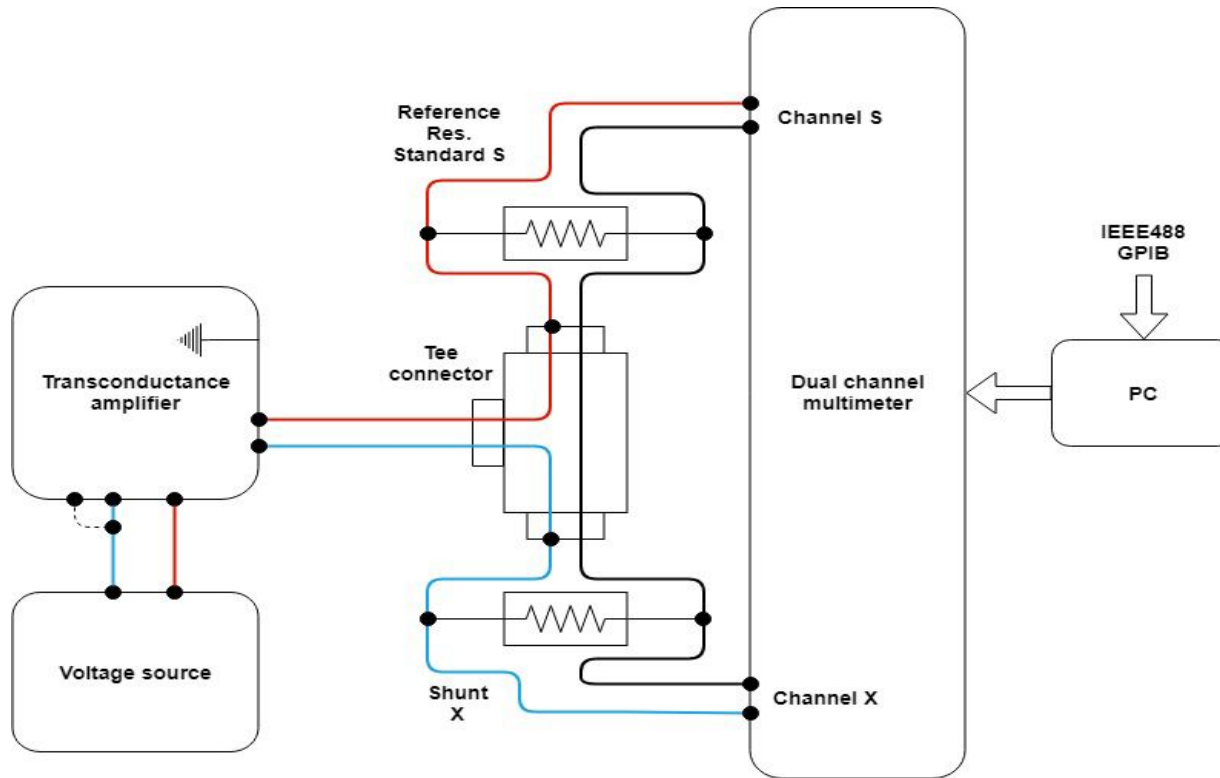 Reference
Res.
Standard S
Channel S
IEEE488
GPIB
Transconductance
amplifier
Tee
connector
Dual channel
multimeter
PC
Voltage source
Shunt
X
Channel X